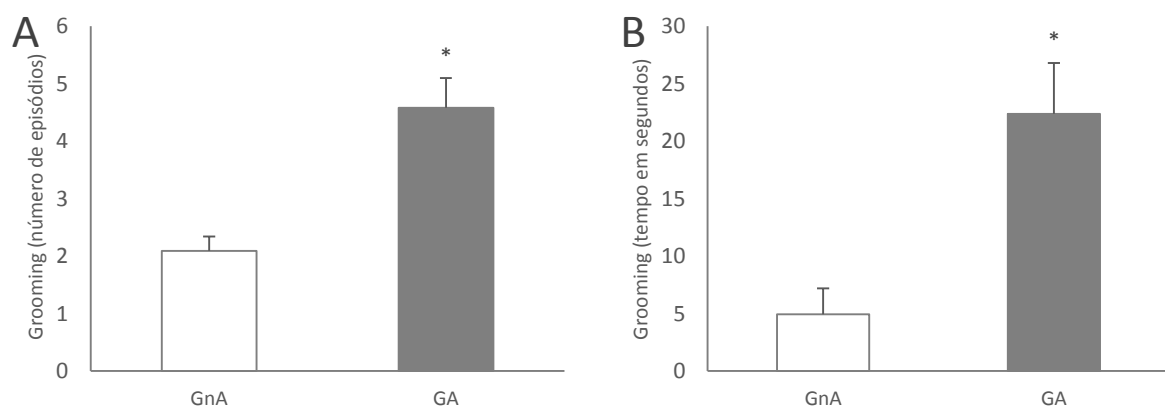 A
Grooming (número de episódios)
6
5
4
3
2
1
0
*
GnA
GA
B
Grooming (tempo em segundos)
30
25
20
15
10
5
0
*
GnA
GA